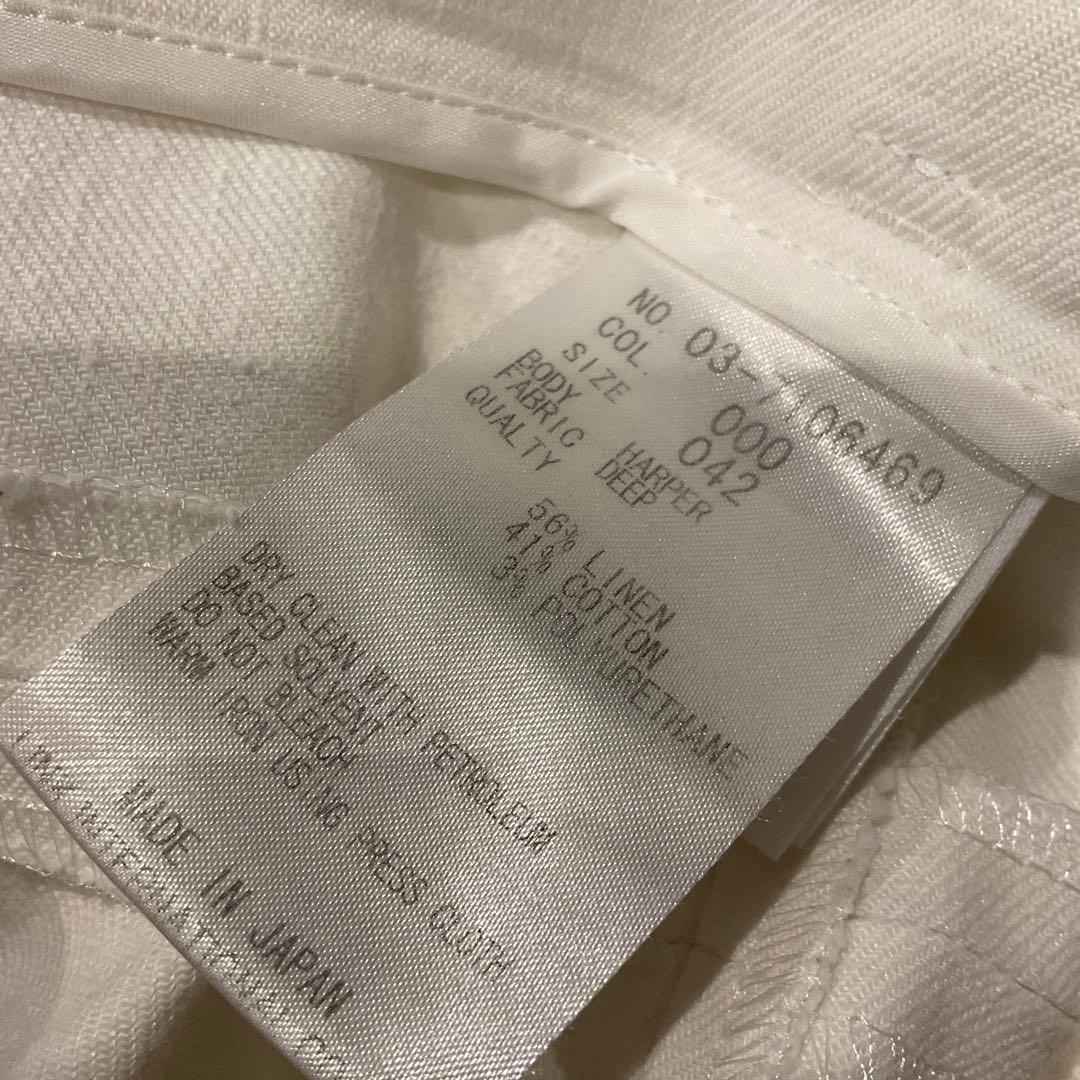 NO. 03-7106469
COL. 000
SIZE 042
BODY HARPER
FABRIC DEEP
QUALTY
56% LINEN
41% COTTON
3% POLYURETHANE
DRY CLEAN WITH PETROLEUM
BASED SOLVENT
DO NOT BLEACH
WARM IRON USING PRESS CLOTH
MADE IN JAPAN